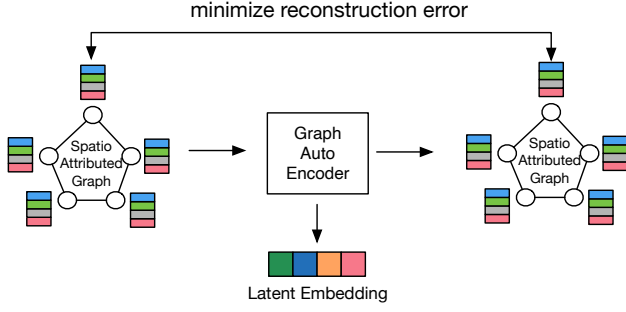 minimize reconstruction error
Spatio
Attributed
Graph
Graph
Auto
Encoder
Spatio
Attributed
Graph
Latent Embedding